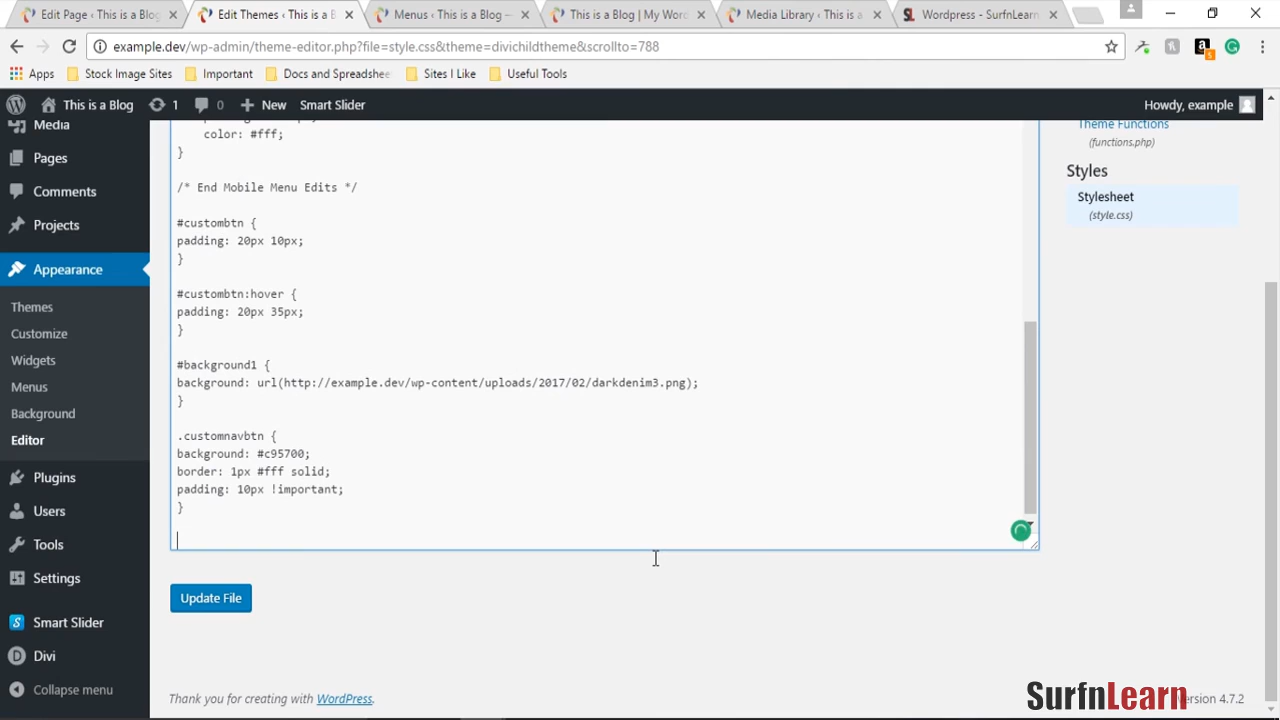 Edit Page ‹ This is a Blog
Edit Themes ‹ This is a B
Menus ‹ This is a Blog —
This is a Blog | My Wor
Media Library ‹ This is a
SL Wordpress - SurfnLearn
example.dev/wp-admin/theme-editor.php?file=style.css&theme=divichildtheme&scrollto=788
Apps Stock Image Sites Important Docs and Spreadshee Sites I Like Useful Tools
This is a Blog 1 0 New Smart Slider Howdy, example
Media
Pages
Comments
Projects
Appearance
Themes
Customize
Widgets
Menus
Background
Editor
Plugins
Users
Tools
Settings
Smart Slider
Divi
Collapse menu
color: #fff;
}
/* End Mobile Menu Edits */
#custombtn {
padding: 20px 10px;
}
#custombtn:hover {
padding: 20px 35px;
}
#background1 {
background: url(http://example.dev/wp-content/uploads/2017/02/darkdenim3.png);
}
.customnavbtn {
background: #c95700;
border: 1px #fff solid;
padding: 10px !important;
}
Theme Functions
(functions.php)
Styles
Stylesheet
(style.css)
Update File
Thank you for creating with WordPress.
Version 4.7.2
SurfnLearn